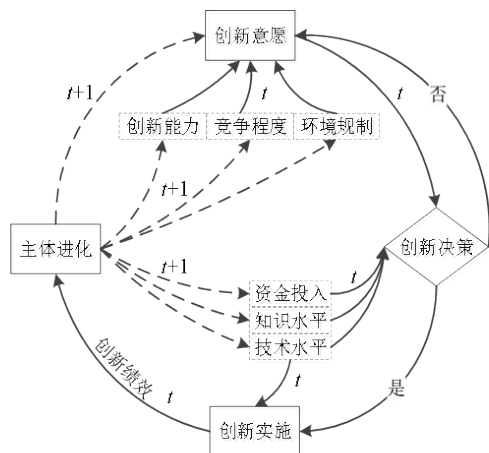 创新意愿
t+1
t
t
否
创新能力
竞争程度
环境规制
t+1
主体进化
创新决策
t+1
t
资金投入
知识水平
技术水平
创新绩效
t
t
是
创新实施